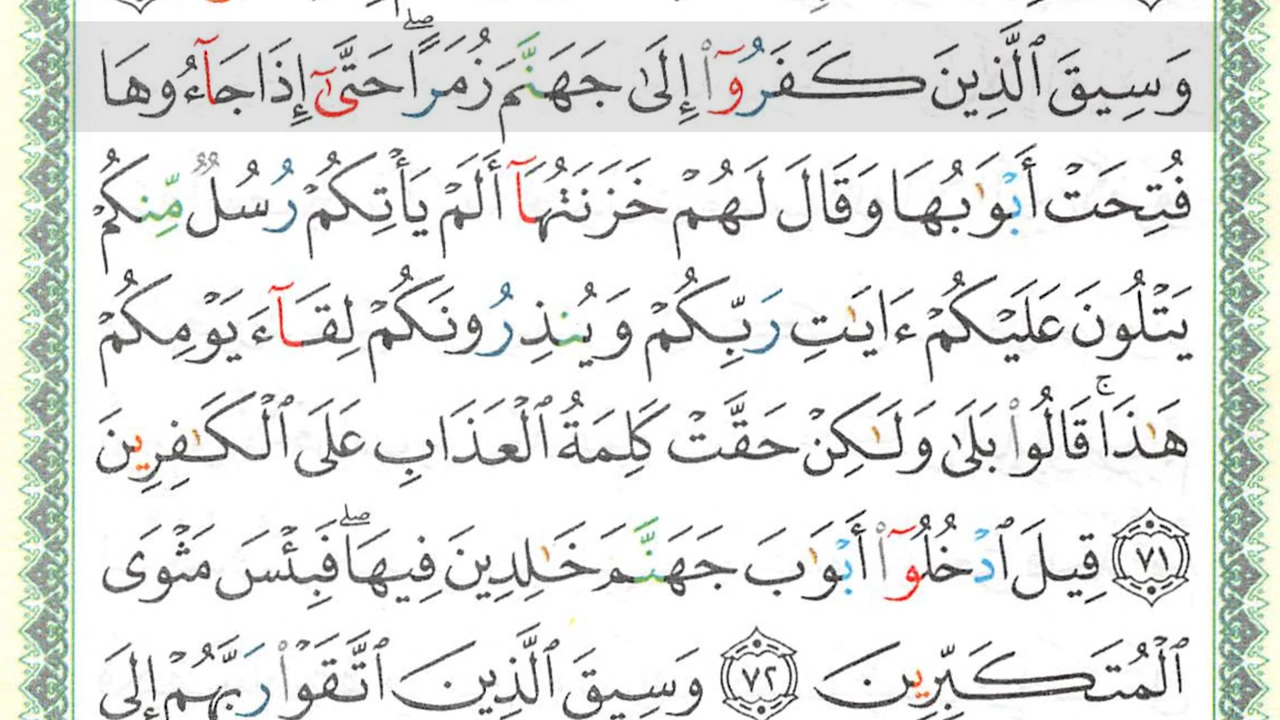 وَسِيقَ ٱلَّذِينَ كَفَرُوٓا۟ إِلَىٰ جَهَنَّمَ زُمَرًا ۖ حَتَّىٰٓ إِذَا جَآءُوهَا
فُتِحَتْ أَبْوَٰبُهَا وَقَالَ لَهُمْ خَزَنَتُهَآ أَلَمْ يَأْتِكُمْ رُسُلٌ مِّنكُمْ
يَتْلُونَ عَلَيْكُمْ ءَايَٰتِ رَبِّكُمْ وَيُنذِرُونَكُمْ لِقَآءَ يَوْمِكُمْ
هَٰذَا ۚ قَالُوا۟ بَلَىٰ وَلَٰكِنْ حَقَّتْ كَلِمَةُ ٱلْعَذَابِ عَلَى ٱلْكَٰفِرِينَ
٧١ قِيلَ ٱدْخُلُوٓا۟ أَبْوَٰبَ جَهَنَّمَ خَٰلِدِينَ فِيهَا ۖ فَبِئْسَ مَثْوَى
ٱلْمُتَكَبِّرِينَ ٧٢ وَسِيقَ ٱلَّذِينَ ٱتَّقَوْا۟ رَبَّهُمْ إِلَى